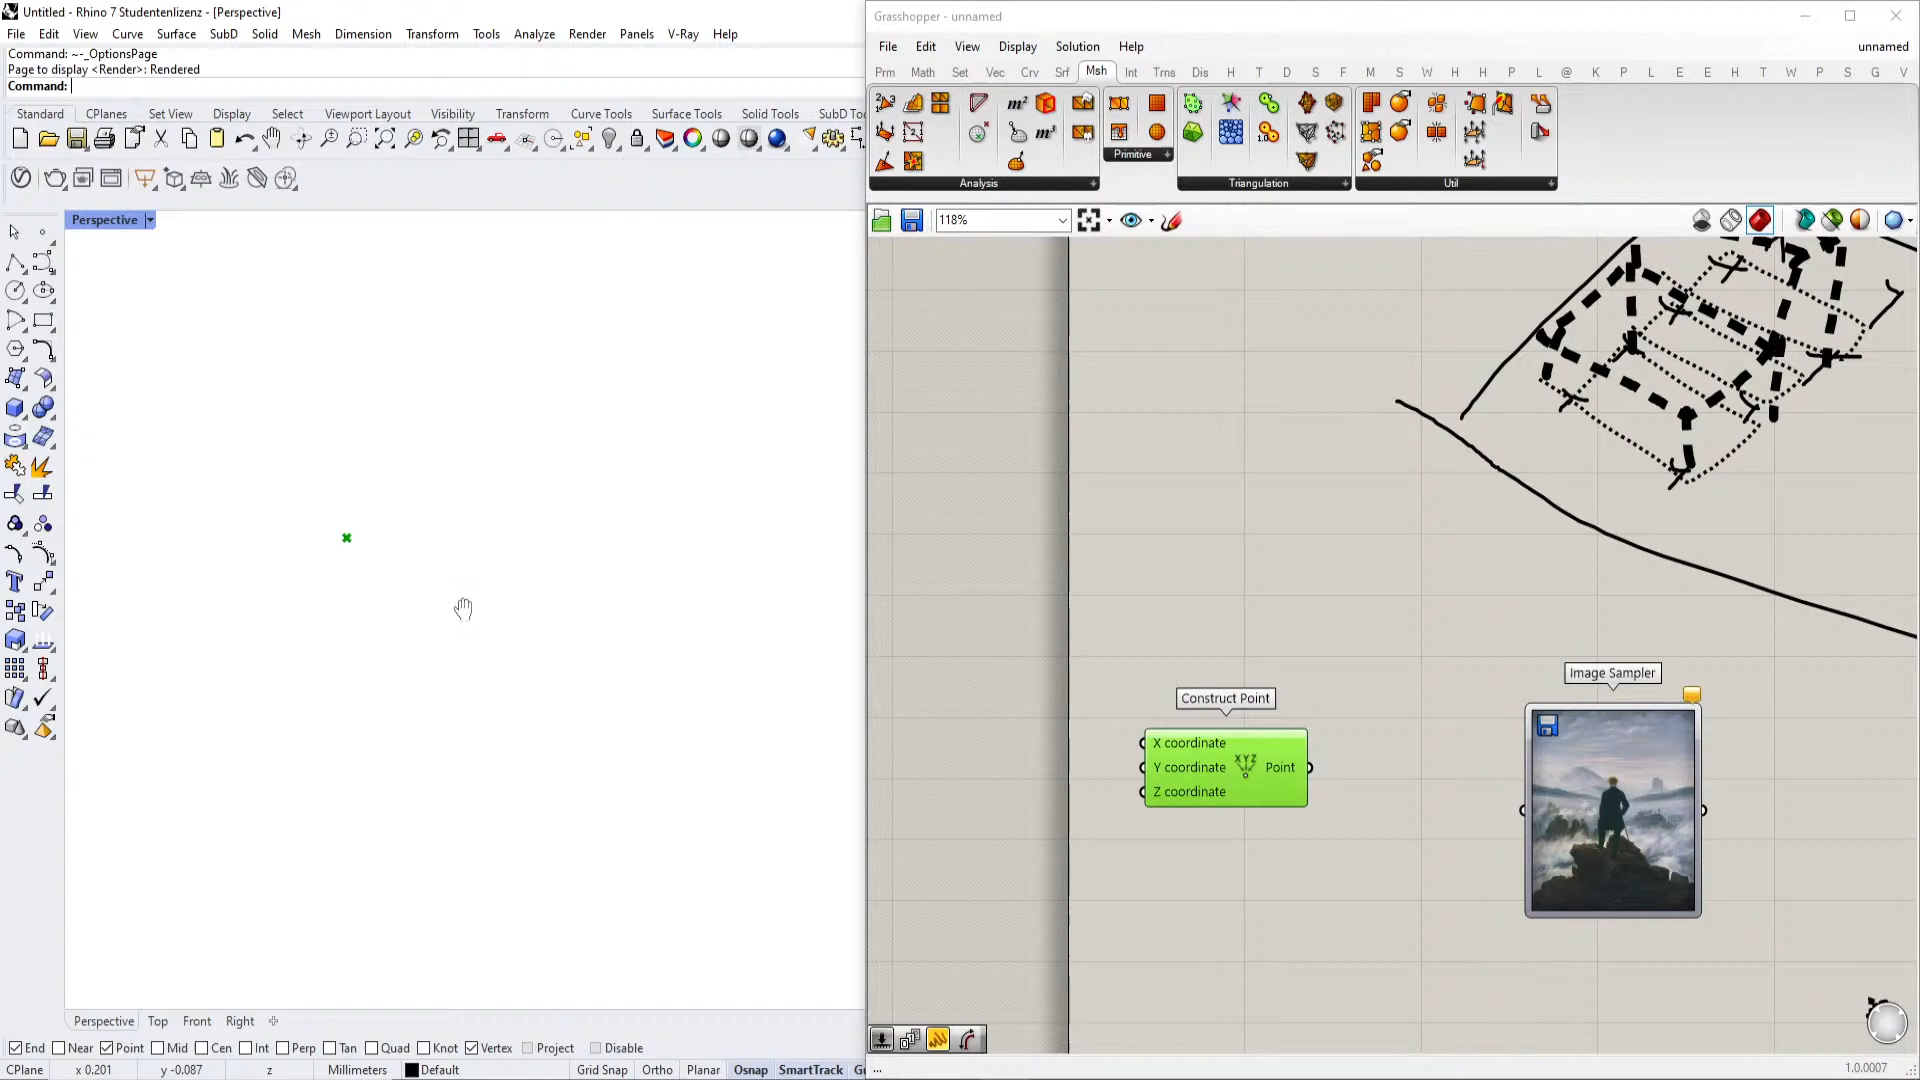 Untitled - Rhino 7 Studentenlizenz - [Perspective]
File Edit View Curve Surface SubD Solid Mesh Dimension Transform Tools Analyze Render Panels V-Ray Help
Command: ~-_OptionsPage
Page to display <Render>: Rendered
Command:
Standard CPlanes Set View Display Select Viewport Layout Visibility Transform Curve Tools Surface Tools Solid Tools SubD To
Perspective
Perspective Top Front Right
End Near Point Mid Cen Int Perp Tan Quad Knot Vertex Project Disable
CPlane x 0.201 y -0.087 z Millimeters Default Grid Snap Ortho Planar Osnap SmartTrack Gu
Grasshopper - unnamed
File Edit View Display Solution Help unnamed
Prm Math Set Vec Crv Srf Msh Int Trns Dis H T D S F M S W H H P L @ K P L E E H T W P S G V
m²
m³
Analysis Primitive Triangulation Util
118%
Image Sampler
Construct Point
X coordinate
Y coordinate XYZ Point
Z coordinate
...
1.0.0007